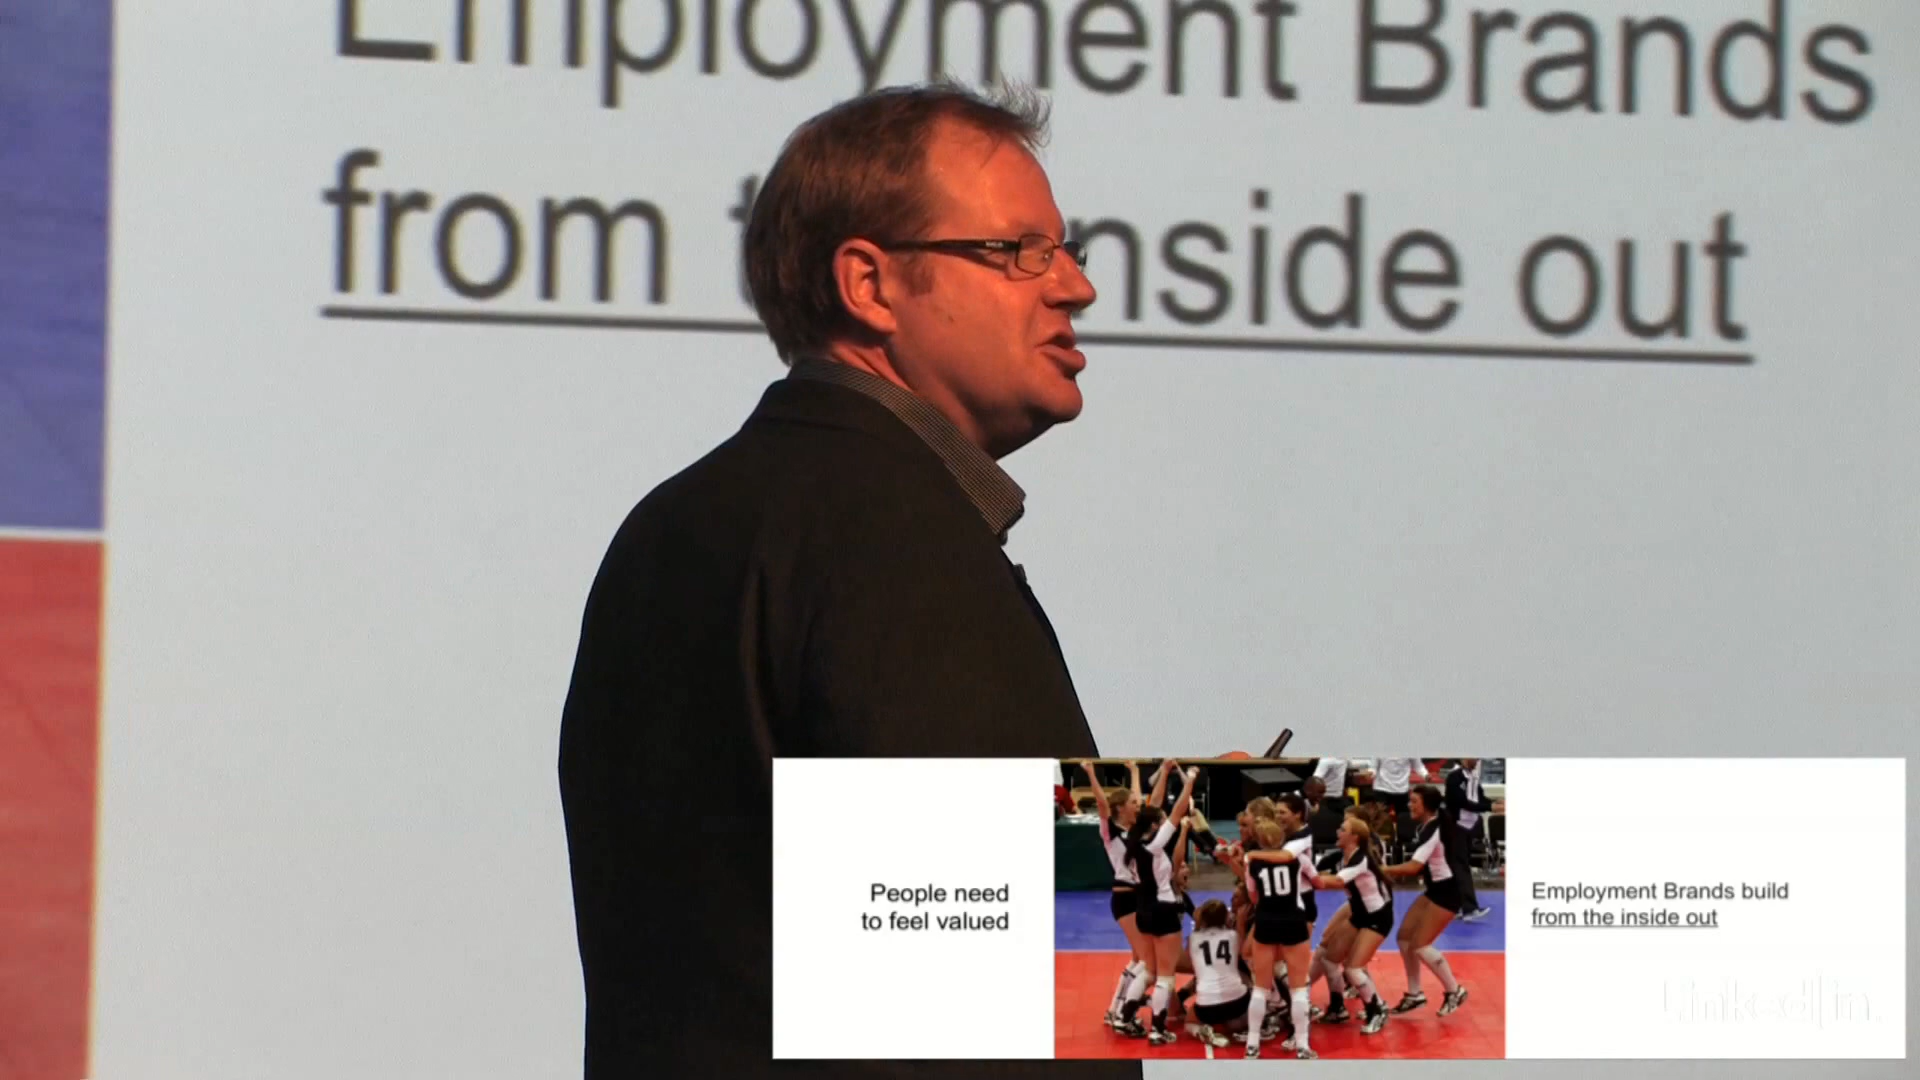 Employment Brands
from nside out
People need
to feel valued
10
14
Employment Brands build
from the inside out
Linkedin